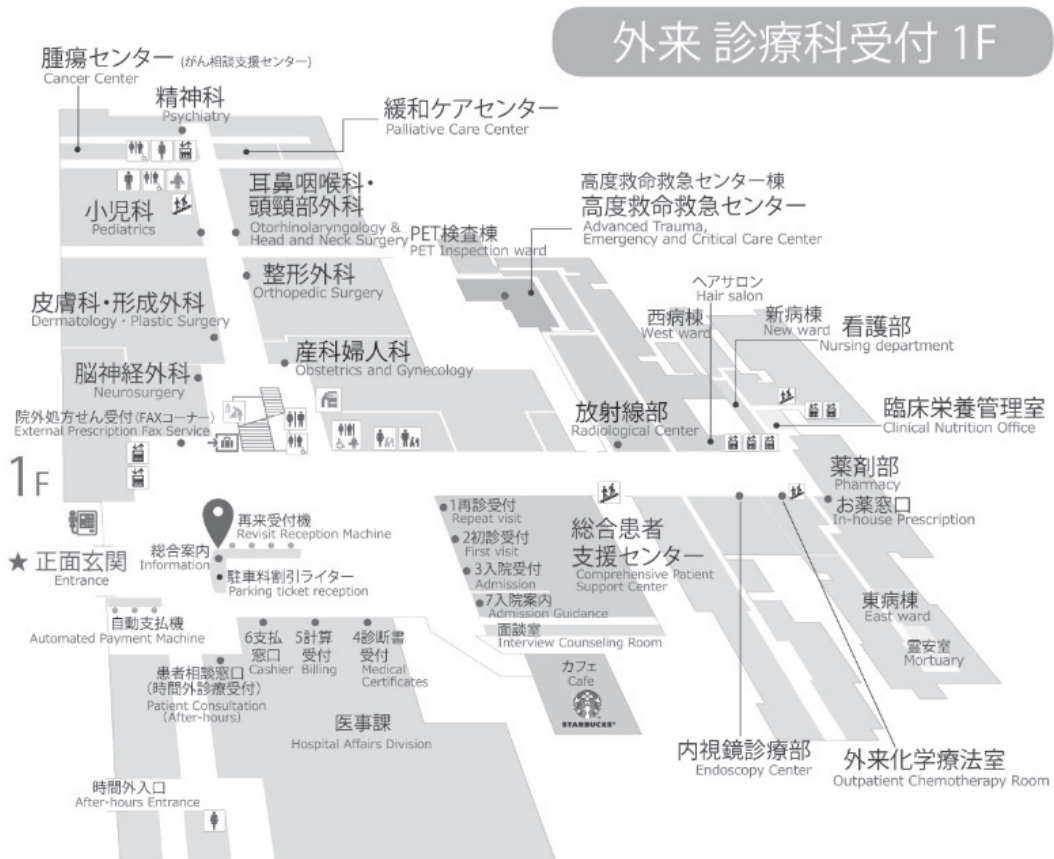 外来 診療科受付 1F
腫瘍センター (がん相談支援センター)
Cancer Center
精神科
Psychiatry
緩和ケアセンター
Palliative Care Center
耳鼻咽喉科・
頭頸部外科
Otorhinolaryngology &
Head and Neck Surgery
小児科
Pediatrics
PET検査棟
PET Inspection ward
高度救命救急センター棟
高度救命救急センター
Advanced Trauma,
Emergency and Critical Care Center
整形外科
Orthopedic Surgery
ヘアサロン
Hair salon
皮膚科・形成外科
Dermatology・Plastic Surgery
西病棟
West ward
新病棟
New ward
看護部
Nursing department
産科婦人科
Obstetrics and Gynecology
脳神経外科
Neurosurgery
院外処方せん受付(FAXコーナー)
External Prescription Fax Service
放射線部
Radiological Center
臨床栄養管理室
Clinical Nutrition Office
1F
薬剤部
Pharmacy
お薬窓口
In-house Prescription
再来受付機
Revisit Reception Machine
総合案内
Information
駐車料割引ライター
Parking ticket reception
★ 正面玄関
Entrance
1再診受付
Repeat visit
2初診受付
First visit
3入院受付
Admission
7入院案内
Admission Guidance
面談室
Interview Counseling Room
総合患者
支援センター
Comprehensive Patient
Support Center
東病棟
East ward
霊安室
Mortuary
自動支払機
Automated Payment Machine
6支払
窓口
Cashier
5計算
受付
Billing
4診断書
受付
Medical
Certificates
患者相談窓口
(時間外診療受付)
Patient Consultation
(After-hours)
カフェ
Cafe
STARBUCKS®
医事課
Hospital Affairs Division
内視鏡診療部
Endoscopy Center
外来化学療法室
Outpatient Chemotherapy Room
時間外入口
After-hours Entrance